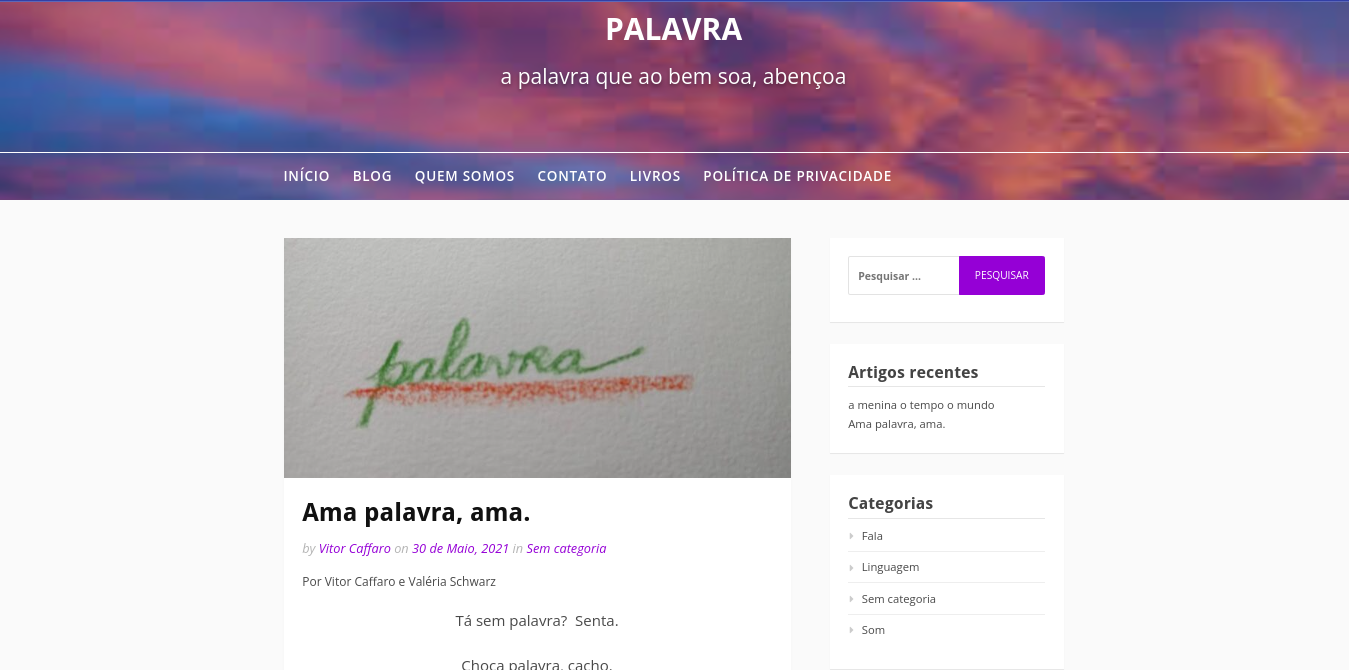 PALAVRA
a palavra que ao bem soa, abençoa
INÍCIO BLOG QUEM SOMOS CONTATO LIVROS POLÍTICA DE PRIVACIDADE
palavra
Ama palavra, ama.
by Vitor Caffaro on 30 de Maio, 2021 in Sem categoria
Por Vitor Caffaro e Valéria Schwarz
Tá sem palavra?  Senta.
Choca palavra, cacho.
Pesquisar ... PESQUISAR
Artigos recentes
a menina o tempo o mundo
Ama palavra, ama.
Categorias
Fala
Linguagem
Sem categoria
Som